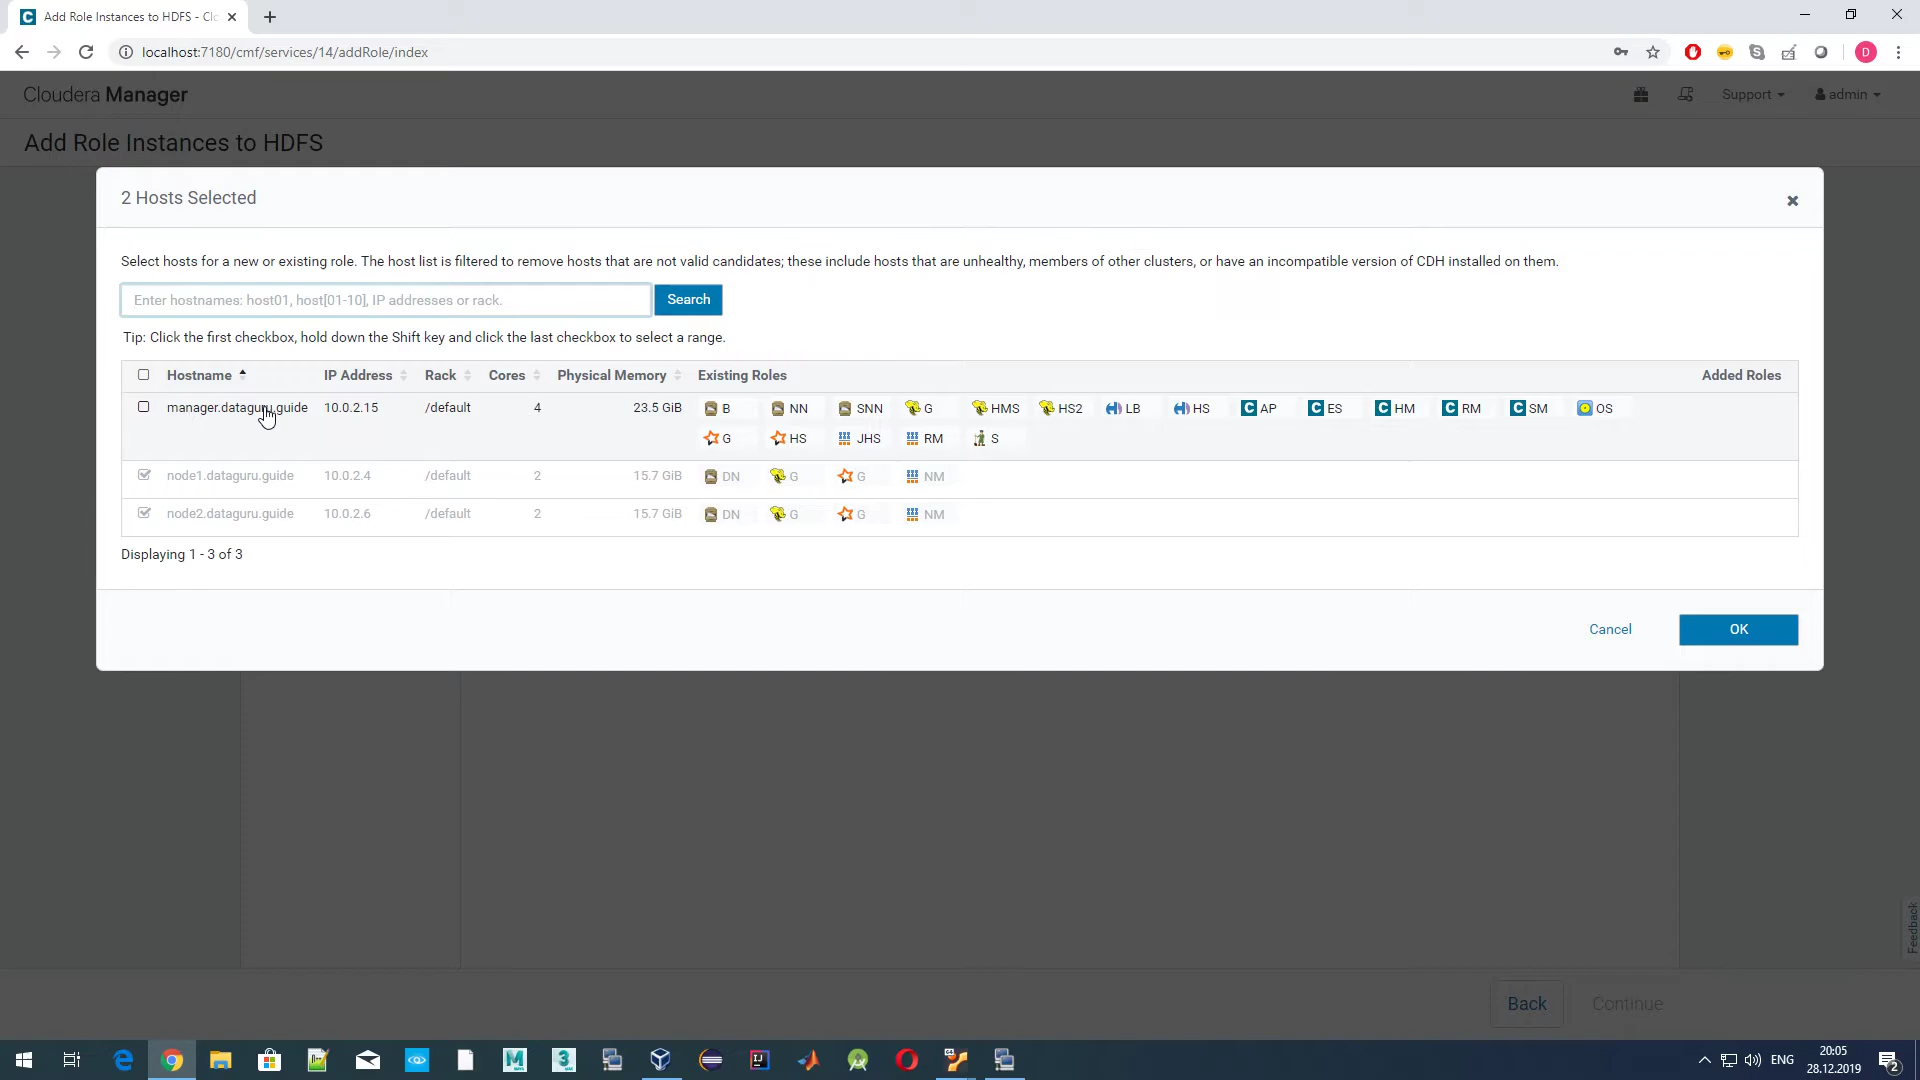 Add Role Instances to HDFS - Clo
localhost:7180/cmf/services/14/addRole/index
D
Cloudera Manager
Support
admin
Add Role Instances to HDFS
2 Hosts Selected
Select hosts for a new or existing role. The host list is filtered to remove hosts that are not valid candidates; these include hosts that are unhealthy, members of other clusters, or have an incompatible version of CDH installed on them.
Enter hostnames: host01, host[01-10], IP addresses or rack.
Search
Tip: Click the first checkbox, hold down the Shift key and click the last checkbox to select a range.
Hostname IP Address Rack Cores Physical Memory Existing Roles Added Roles
manager.dataguru.guide 10.0.2.15 /default 4 23.5 GiB B NN SNN G HMS HS2 LB HS AP ES HM RM SM OS
G HS JHS RM S
node1.dataguru.guide 10.0.2.4 /default 2 15.7 GiB DN G G NM
node2.dataguru.guide 10.0.2.6 /default 2 15.7 GiB DN G G NM
Displaying 1 - 3 of 3
Cancel
OK
Feedback
Back
Continue
ENG
20:05
28.12.2019
2